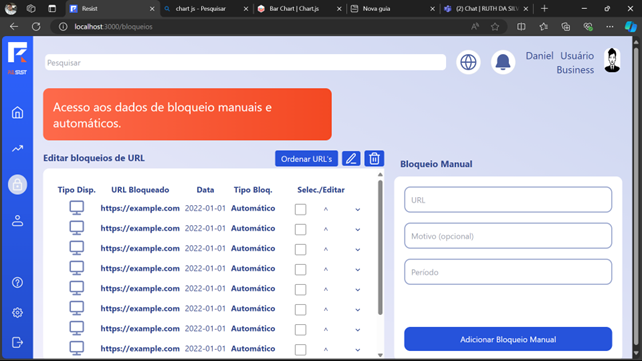 Resist
chart js - Pesquisar
Bar Chart | Chart.js
Nova guia
Chat | RUTH DA SIL
localhost:3000/bloqueios
RESIST
Pesquisar
Daniel Usuário
Business
Acesso aos dados de bloqueio manuais e
automáticos.
Editar bloqueios de URL
Ordenar URL's
Bloqueio Manual
Tipo Disp. URL Bloqueado Data Tipo Bloq. Selec./Editar
https://example.com 2022-01-01 Automático
https://example.com 2022-01-01 Automático
https://example.com 2022-01-01 Automático
https://example.com 2022-01-01 Automático
https://example.com 2022-01-01 Automático
https://example.com 2022-01-01 Automático
https://example.com 2022-01-01 Automático
https://example.com 2022-01-01 Automático
URL
Motivo (opcional)
Período
Adicionar Bloqueio Manual